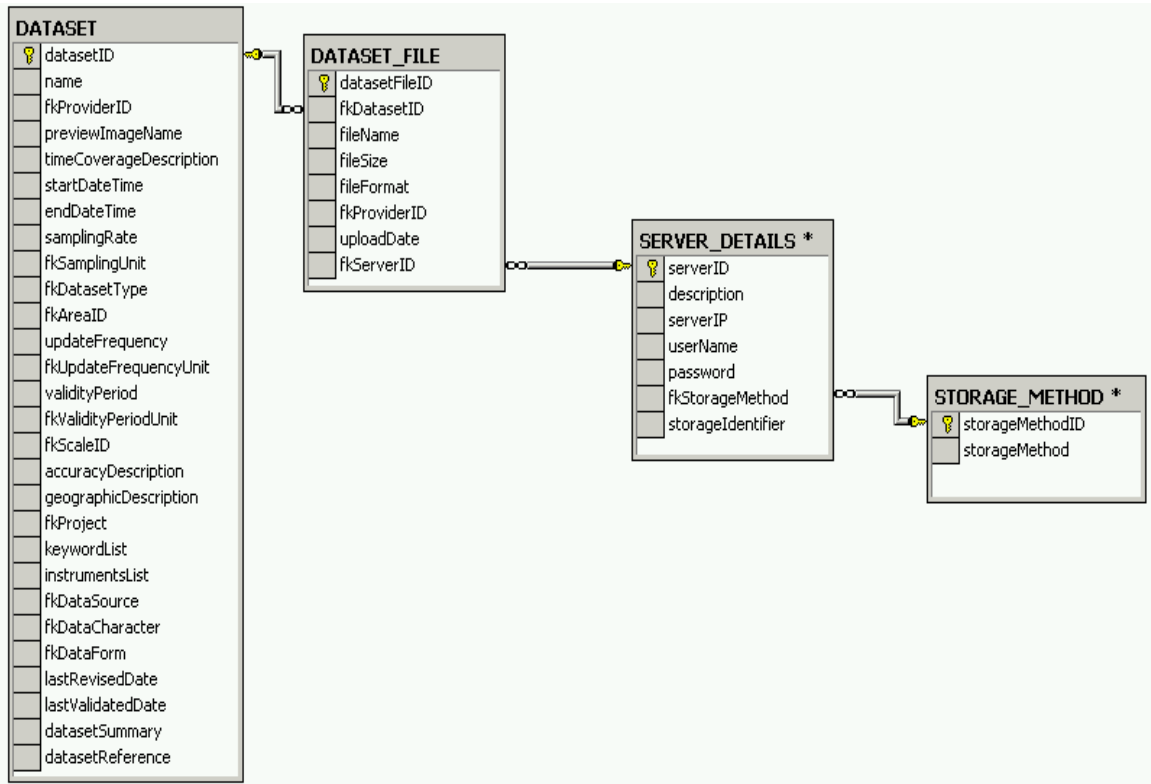 DATASET
datasetID
name
fkProviderID
previewImageName
timeCoverageDescription
startDateTime
endDateTime
samplingRate
fkSamplingUnit
fkDatasetType
fkAreaID
updateFrequency
fkUpdateFrequencyUnit
validityPeriod
fkValidityPeriodUnit
fkScaleID
accuracyDescription
geographicDescription
fkProject
keywordList
instrumentsList
fkDataSource
fkDataCharacter
fkDataForm
lastRevisedDate
lastValidatedDate
datasetSummary
datasetReference
DATASET_FILE
datasetFileID
fkDatasetID
fileName
fileSize
fileFormat
fkProviderID
uploadDate
fkServerID
SERVER_DETAILS *
serverID
description
serverIP
userName
password
fkStorageMethod
storageIdentifier
STORAGE_METHOD *
storageMethodID
storageMethod